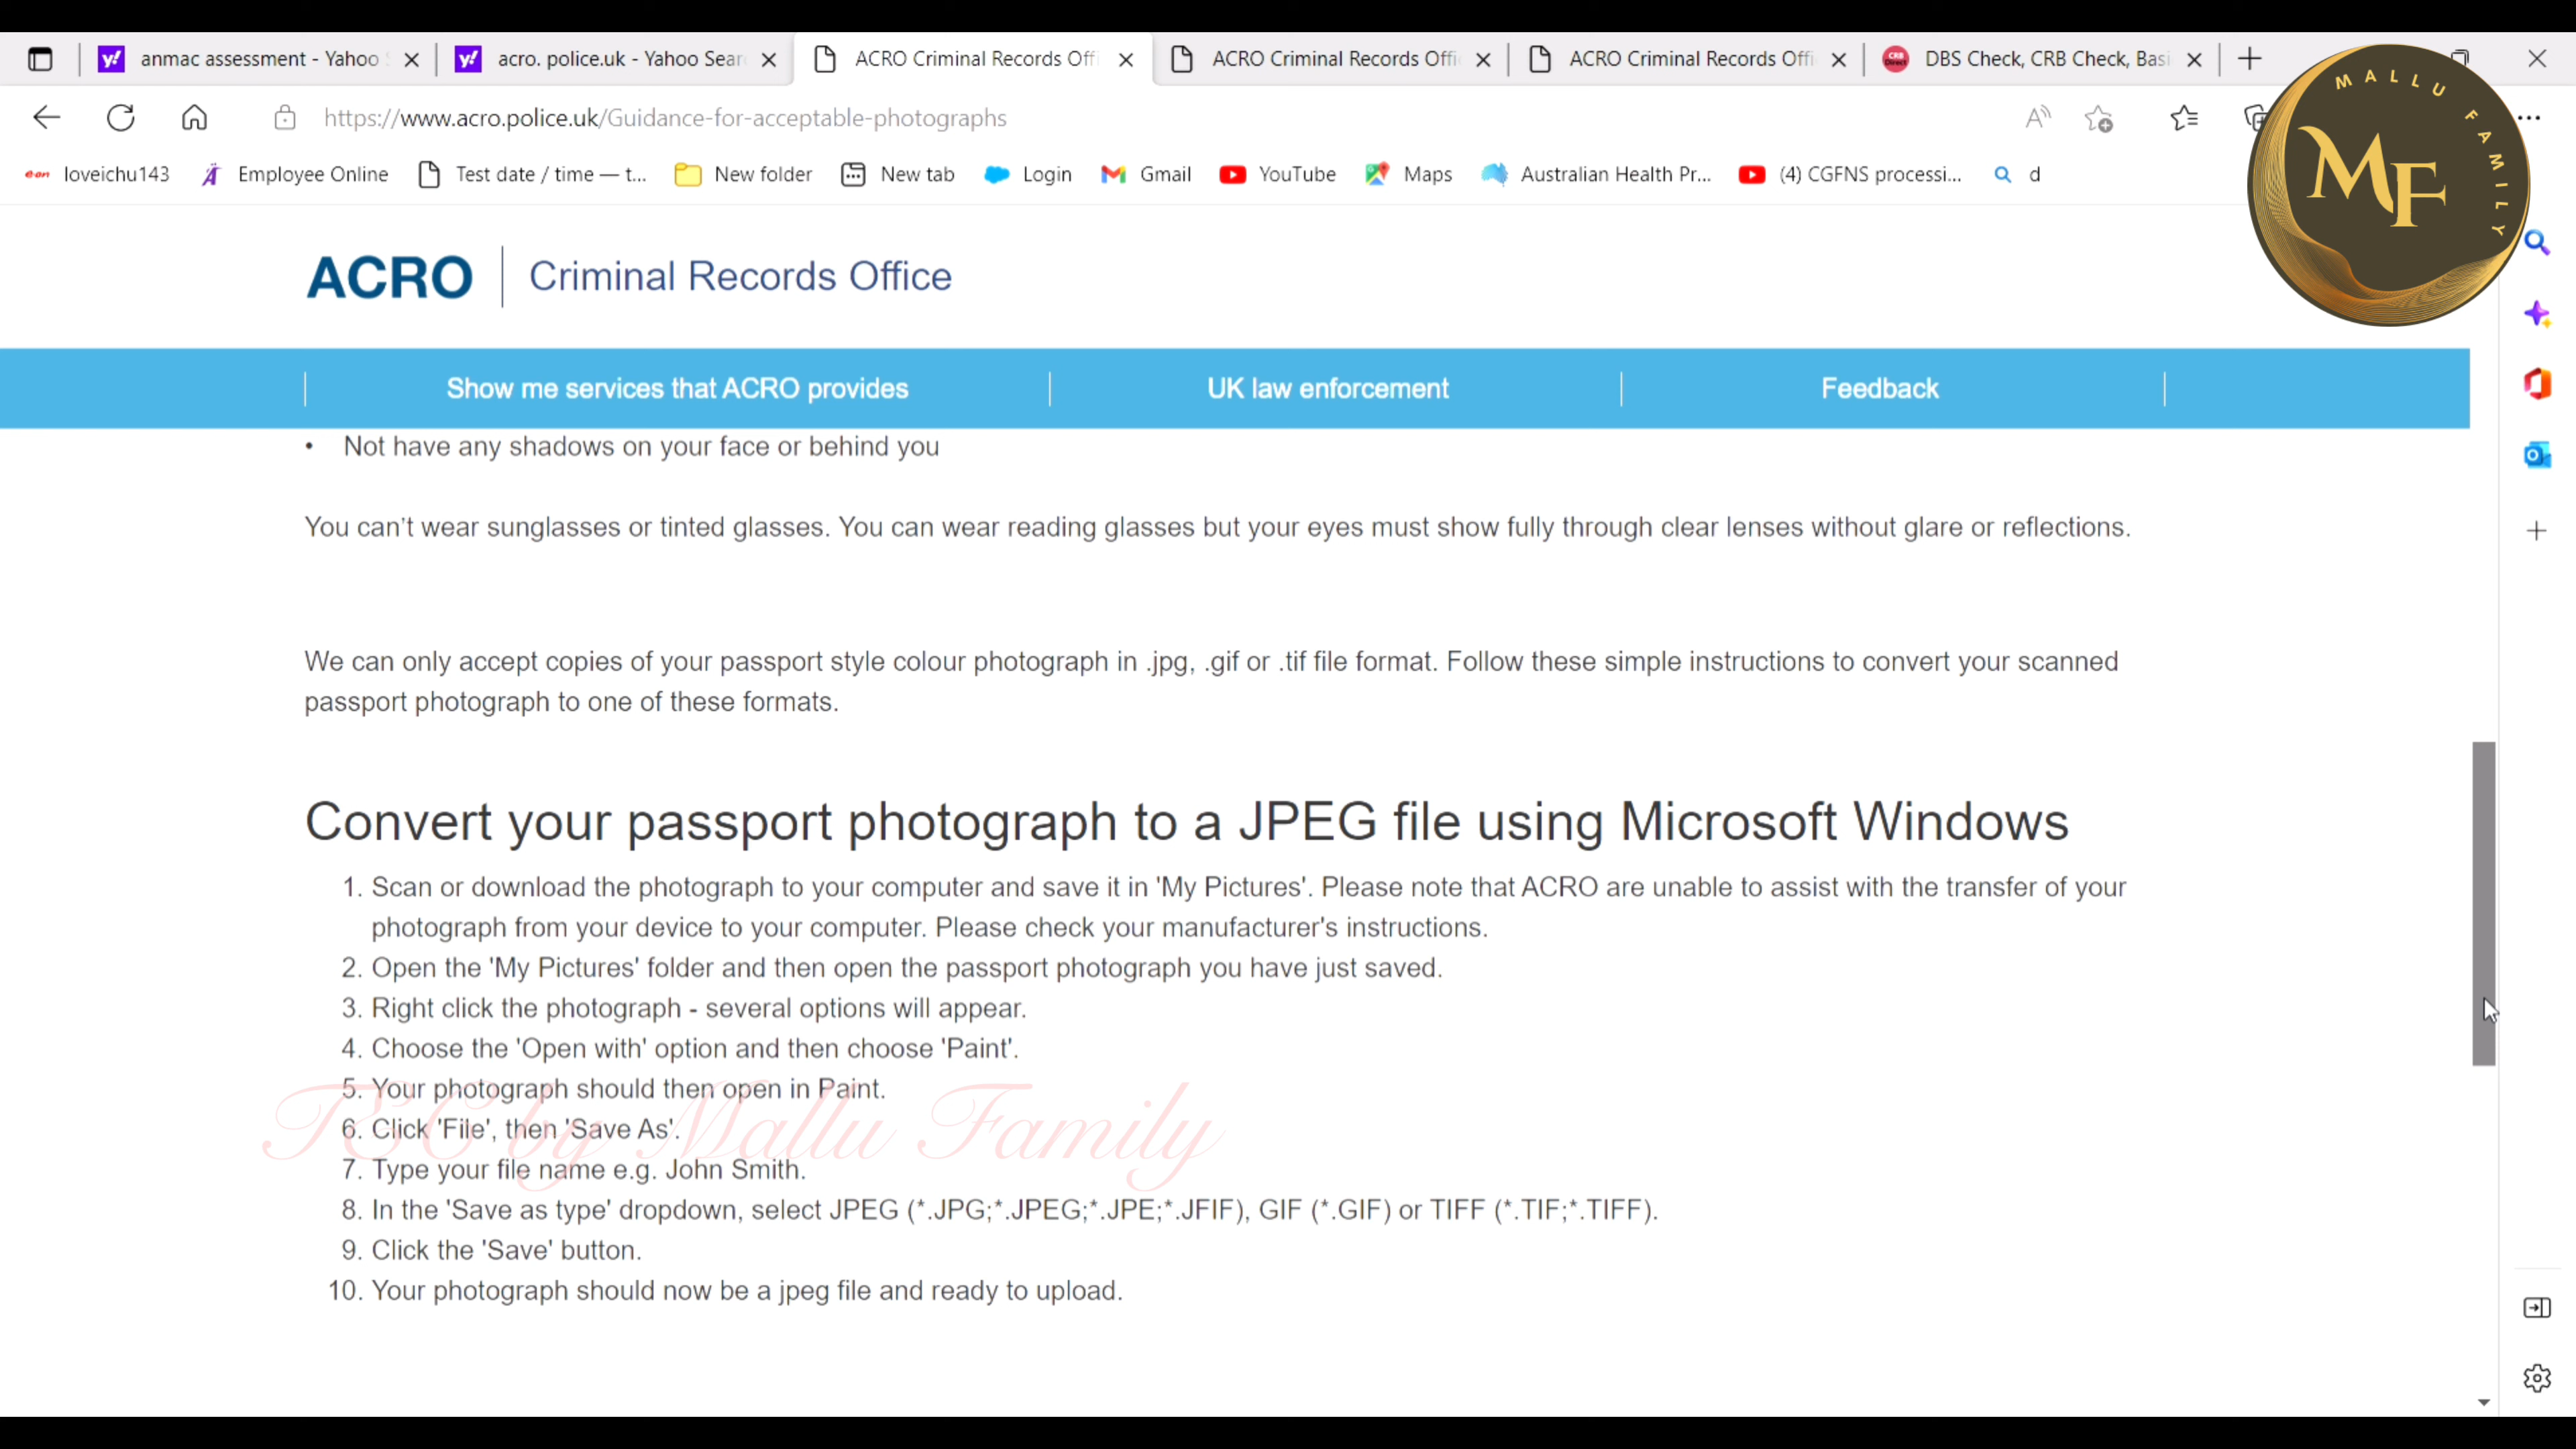 anmac assessment - Yahoo S
acro. police.uk - Yahoo Sear
ACRO Criminal Records Offi
ACRO Criminal Records Offi
ACRO Criminal Records Offi
CRB Direct
DBS Check, CRB Check, Basi
https://www.acro.police.uk/Guidance-for-acceptable-photographs
e-on loveichu143
Employee Online
Test date / time — t...
New folder
New tab
Login
Gmail
YouTube
Maps
Australian Health Pr...
(4) CGFNS processi...
d
MALLU FAMILY
MF
ACRO | Criminal Records Office
Show me services that ACRO provides
UK law enforcement
Feedback
• Not have any shadows on your face or behind you
You can't wear sunglasses or tinted glasses. You can wear reading glasses but your eyes must show fully through clear lenses without glare or reflections.
We can only accept copies of your passport style colour photograph in .jpg, .gif or .tif file format. Follow these simple instructions to convert your scanned
passport photograph to one of these formats.
Convert your passport photograph to a JPEG file using Microsoft Windows
1. Scan or download the photograph to your computer and save it in 'My Pictures'. Please note that ACRO are unable to assist with the transfer of your
photograph from your device to your computer. Please check your manufacturer's instructions.
2. Open the 'My Pictures' folder and then open the passport photograph you have just saved.
3. Right click the photograph - several options will appear.
4. Choose the 'Open with' option and then choose 'Paint'.
5. Your photograph should then open in Paint.
6. Click 'File', then 'Save As'.
by Mallu Family
7. Type your file name e.g. John Smith.
8. In the 'Save as type' dropdown, select JPEG (*.JPG;*.JPEG;*.JPE;*.JFIF), GIF (*.GIF) or TIFF (*.TIF;*.TIFF).
9. Click the 'Save' button.
10. Your photograph should now be a jpeg file and ready to upload.